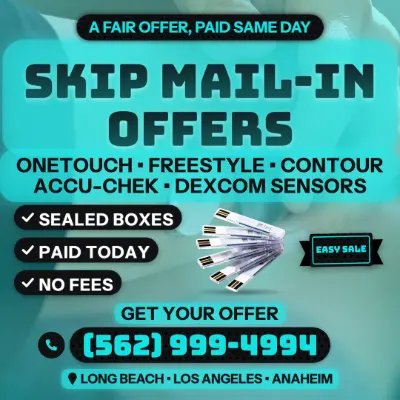 A FAIR OFFER, PAID SAME DAY
SKIP MAIL-IN
OFFERS
ONETOUCH ▪ FREESTYLE ▪ CONTOUR
ACCU-CHEK ▪ DEXCOM SENSORS
✓ SEALED BOXES
✓ PAID TODAY
✓ NO FEES
EASY SALE
GET YOUR OFFER
(562) 999-4994
LONG BEACH ▪ LOS ANGELES ▪ ANAHEIM